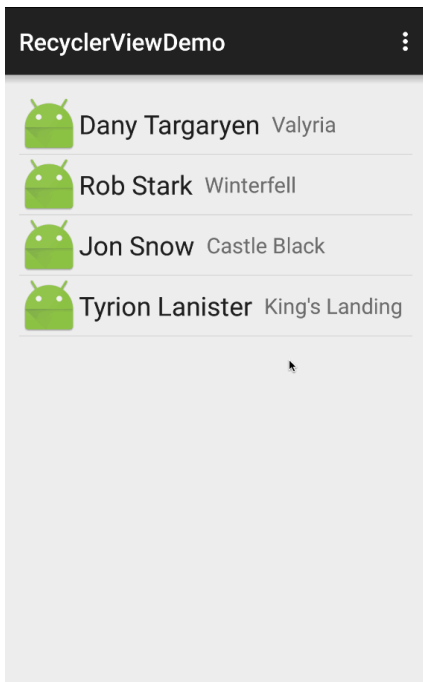 RecyclerViewDemo
Dany Targaryen Valyria
Rob Stark Winterfell
Jon Snow Castle Black
Tyrion Lanister King's Landing